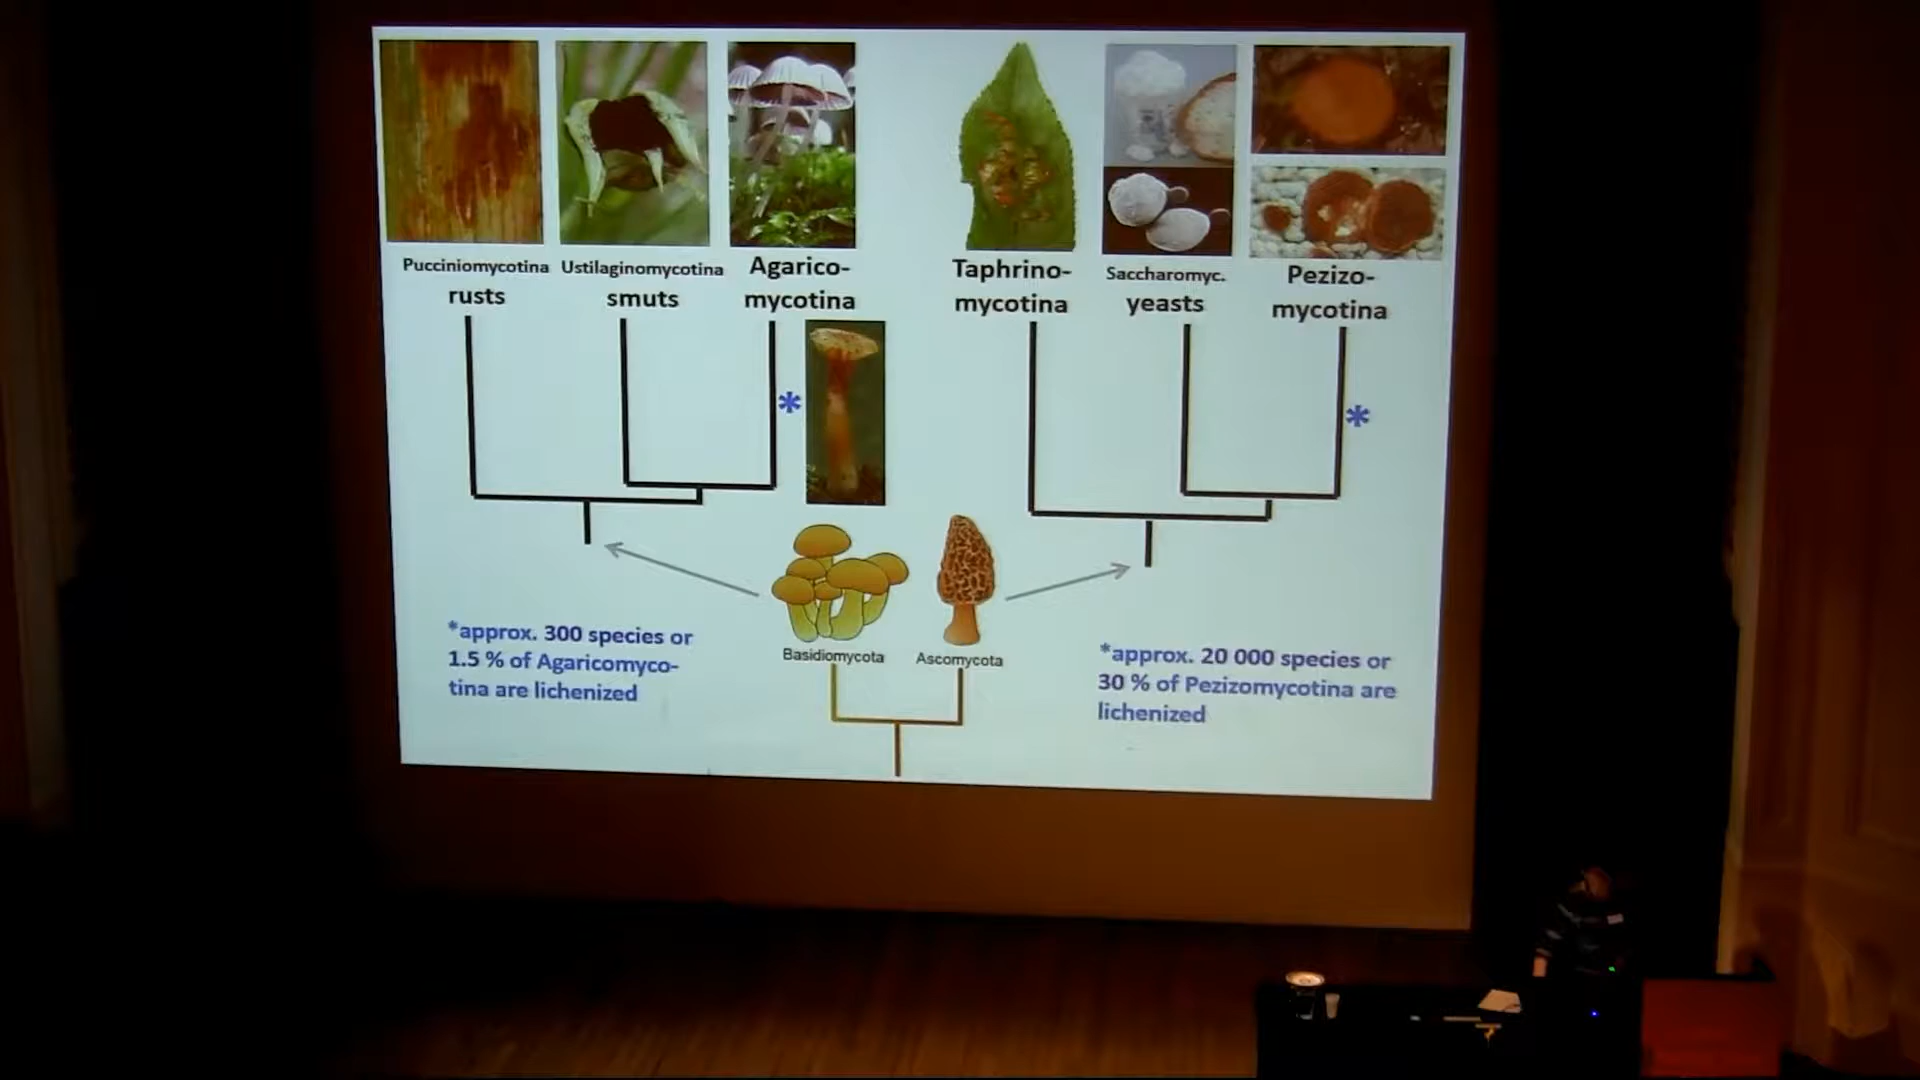 Pucciniomycotina
rusts
Ustilaginomycotina
smuts
Agarico-
mycotina
Taphrino-
mycotina
Saccharomyc.
yeasts
Pezizo-
mycotina
*
*
Basidiomycota
Ascomycota
*approx. 300 species or
1.5 % of Agaricomyco-
tina are lichenized
*approx. 20 000 species or
30 % of Pezizomycotina are
lichenized